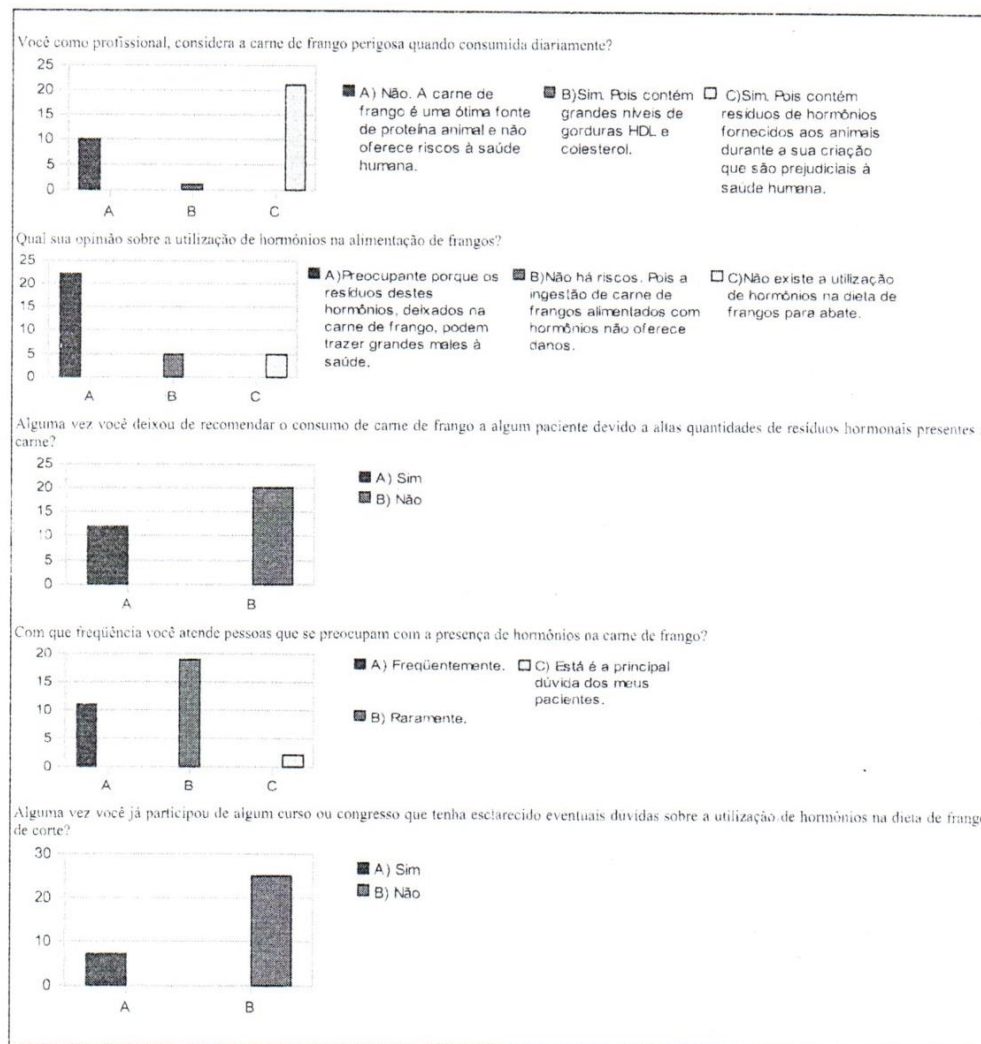 Você como profissional, considera a carne de frango perigosa quando consumida diariamente?
25
20
15
10
5
0
A B C
A) Não. A carne de
frango é uma ótima fonte
de proteína animal e não
oferece riscos à saúde
humana.
B)Sim. Pois contém
grandes níveis de
gorduras HDL e
colesterol.
C)Sim. Pois contém
resíduos de hormônios
fornecidos aos animais
durante a sua criação
que são prejudiciais à
saude humana.
Qual sua opinião sobre a utilização de hormônios na alimentação de frangos?
25
20
15
10
5
0
A B C
A)Preocupante porque os
resíduos destes
hormônios, deixados na
carne de frango, podem
trazer grandes males à
saúde.
B)Não há riscos. Pois a
ingestão de carne de
frangos alimentados com
hormônios não oferece
danos.
C)Não existe a utilização
de hormônios na dieta de
frangos para abate.
Alguma vez você deixou de recomendar o consumo de carne de frango a algum paciente devido a altas quantidades de resíduos hormonais presentes
carne?
25
20
15
10
5
0
A B
A) Sim
B) Não
Com que freqüência você atende pessoas que se preocupam com a presença de hormônios na carne de frango?
20
15
10
5
0
A B C
A) Freqüentemente.
B) Raramente.
C) Está é a principal
dúvida dos meus
pacientes.
Alguma vez você já participou de algum curso ou congresso que tenha esclarecido eventuais duvidas sobre a utilização de hormônios na dieta de frang
de corte?
30
20
10
0
A B
A) Sim
B) Não